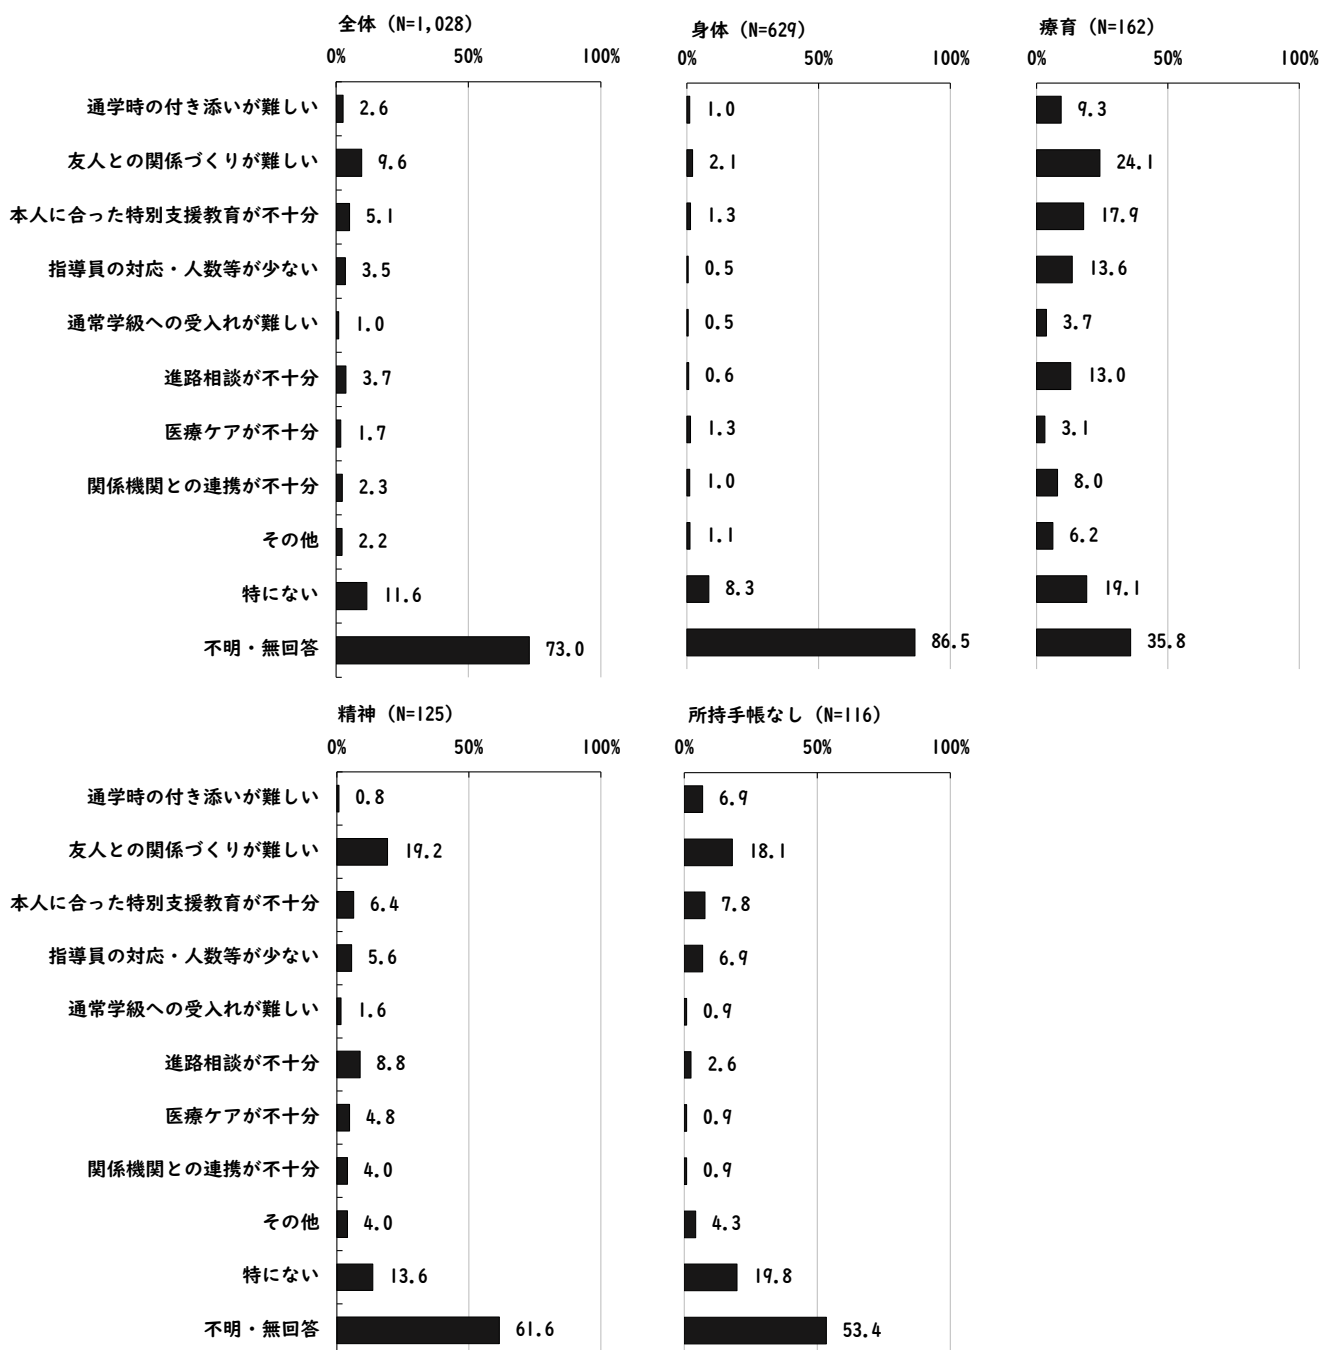 全体（N=1,028）
0% 50% 100%
通学時の付き添いが難しい 2.6
友人との関係づくりが難しい 9.6
本人に合った特別支援教育が不十分 5.1
指導員の対応・人数等が少ない 3.5
通常学級への受入れが難しい 1.0
進路相談が不十分 3.7
医療ケアが不十分 1.7
関係機関との連携が不十分 2.3
その他 2.2
特にない 11.6
不明・無回答 73.0
身体（N=629）
0% 50% 100%
1.0
2.1
1.3
0.5
0.5
0.6
1.3
1.0
1.1
8.3
86.5
療育（N=162）
0% 50% 100%
9.3
24.1
17.9
13.6
3.7
13.0
3.1
8.0
6.2
19.1
35.8
精神（N=125）
0% 50% 100%
通学時の付き添いが難しい 0.8
友人との関係づくりが難しい 19.2
本人に合った特別支援教育が不十分 6.4
指導員の対応・人数等が少ない 5.6
通常学級への受入れが難しい 1.6
進路相談が不十分 8.8
医療ケアが不十分 4.8
関係機関との連携が不十分 4.0
その他 4.0
特にない 13.6
不明・無回答 61.6
所持手帳なし（N=116）
0% 50% 100%
6.9
18.1
7.8
6.9
0.9
2.6
0.9
0.9
4.3
19.8
53.4